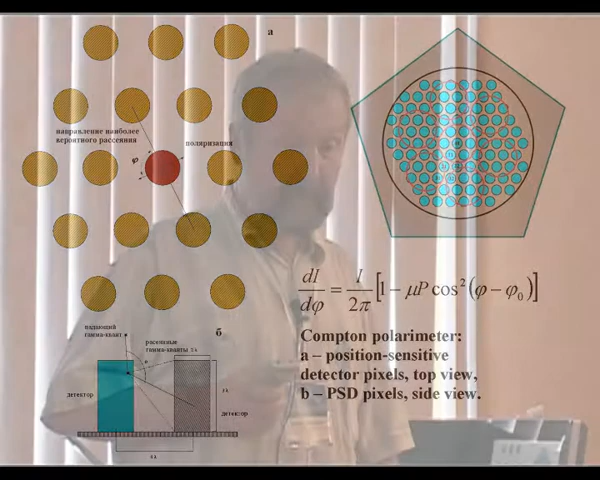 а
направление наиболее
вероятного рассеяния
поляризация
φ
dI/dφ = I/2π [1 − μP cos²(φ − φ₀)]
Compton polarimeter:
a – position-sensitive
detector pixels, top view,
b – PSD pixels, side view.
б
падающий
гамма-квант
рассеянные
гамма-кванты
детектор
детектор